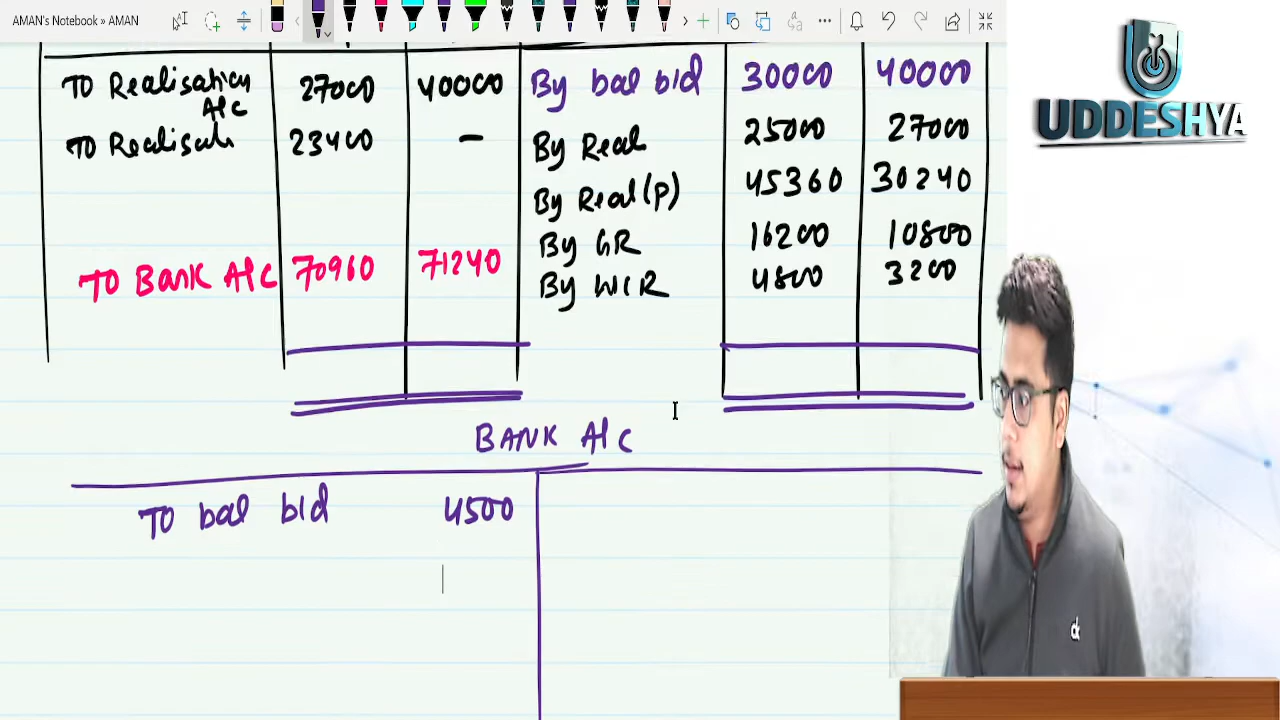 AMAN's Notebook » AMAN
UDDESHYA
To Realisation A/C 27000 40000 By bal b/d 30000 40000
To Realisatn 23400 - By Real 25000 27000
By Real (P) 45360 30240
By GR 16200 10800
To Bank A/C 70960 71240 By WCR 4800 3200
BANK A/C
To bal b/d 4500